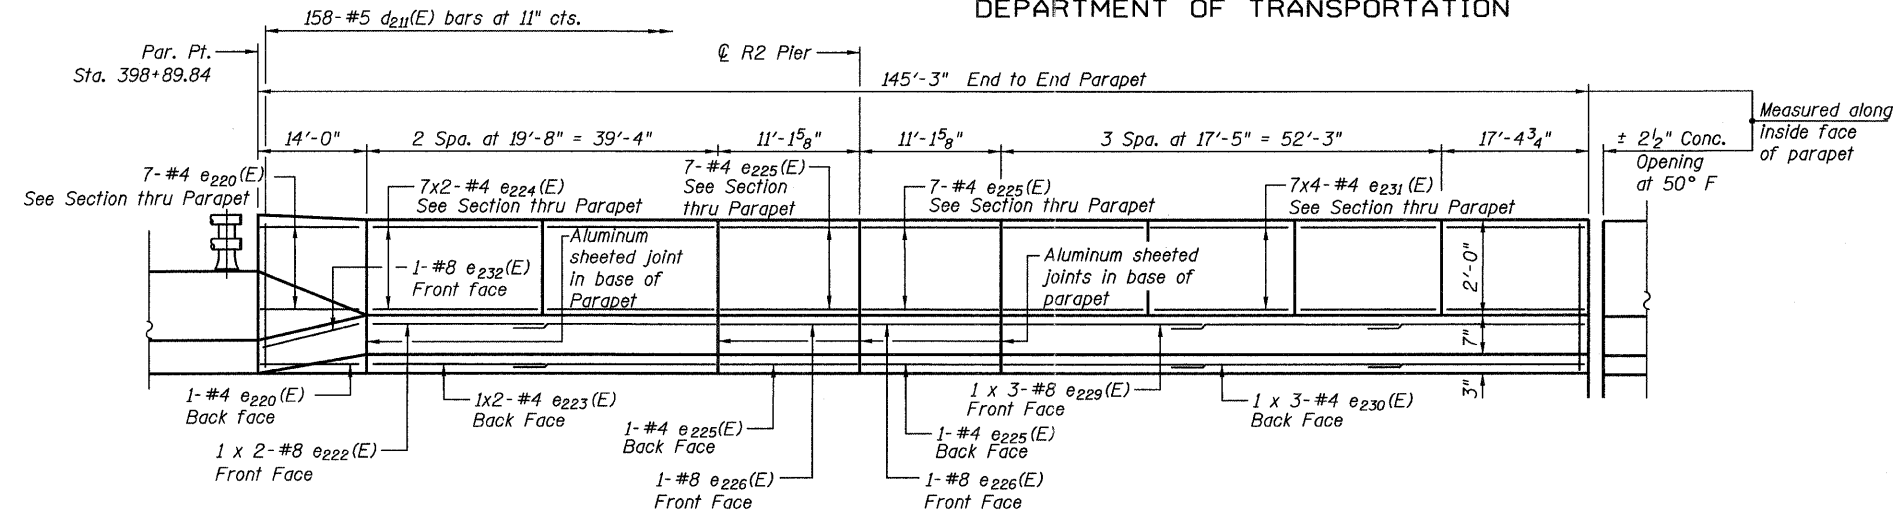 DEPARTMENT OF TRANSPORTATION
158-#5 d211(E) bars at 11" cts.
Par. Pt.
Sta. 398+89.84
℄ R2 Pier
145'-3" End to End Parapet
Measured along
inside face
of parapet
14'-0"
2 Spa. at 19'-8" = 39'-4"
11'-1 5/8"
11'-1 5/8"
3 Spa. at 17'-5" = 52'-3"
17'-4 3/4"
± 2 1/2" Conc.
Opening
at 50° F
7-#4 e220(E)
See Section thru Parapet
7x2-#4 e224(E)
See Section thru Parapet
7-#4 e225(E)
See Section
thru Parapet
7-#4 e225(E)
See Section thru Parapet
7x4-#4 e231(E)
See Section thru Parapet
1-#8 e232(E)
Front face
Aluminum
sheeted joint
in base of
Parapet
Aluminum sheeted
joints in base of
parapet
2'-0"
7"
3"
1-#4 e220(E)
Back face
1x2-#4 e223(E)
Back Face
1-#4 e225(E)
Back Face
1-#4 e225(E)
Back Face
1 x 3-#8 e229(E)
Front Face
1 x 3-#4 e230(E)
Back Face
1 x 2-#8 e222(E)
Front Face
1-#8 e226(E)
Front Face
1-#8 e226(E)
Front Face